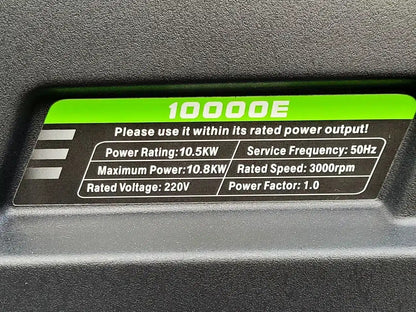 10000E
Please use it within its rated power output!
Power Rating:10.5KW Service Frequency:50Hz
Maximum Power:10.8KW Rated Speed: 3000rpm
Rated Voltage: 220V Power Factor: 1.0